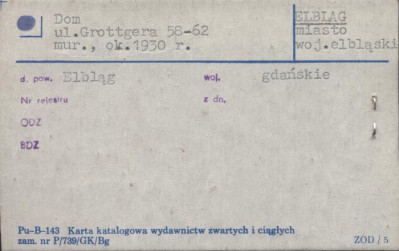 Dom
ul.Grottgera 58-62
mur., ok.1930 r.
ELBLĄG
miasto
woj.elbląski
d. pow. Elbląg woj. gdańskie
Nr rejestru z dn.
ODZ
BDZ
Pu-B-143 Karta katalogowa wydawnictw zwartych i ciągłych
zam. nr P/739/GK/Bg ZOD / 5